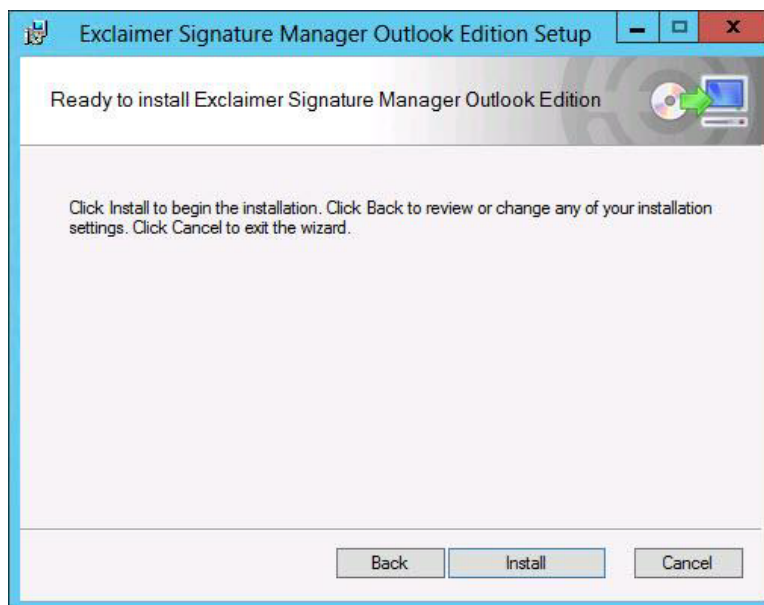 Exclaimer Signature Manager Outlook Edition Setup
Ready to install Exclaimer Signature Manager Outlook Edition
Click Install to begin the installation. Click Back to review or change any of your installation
settings. Click Cancel to exit the wizard.
Back Install Cancel